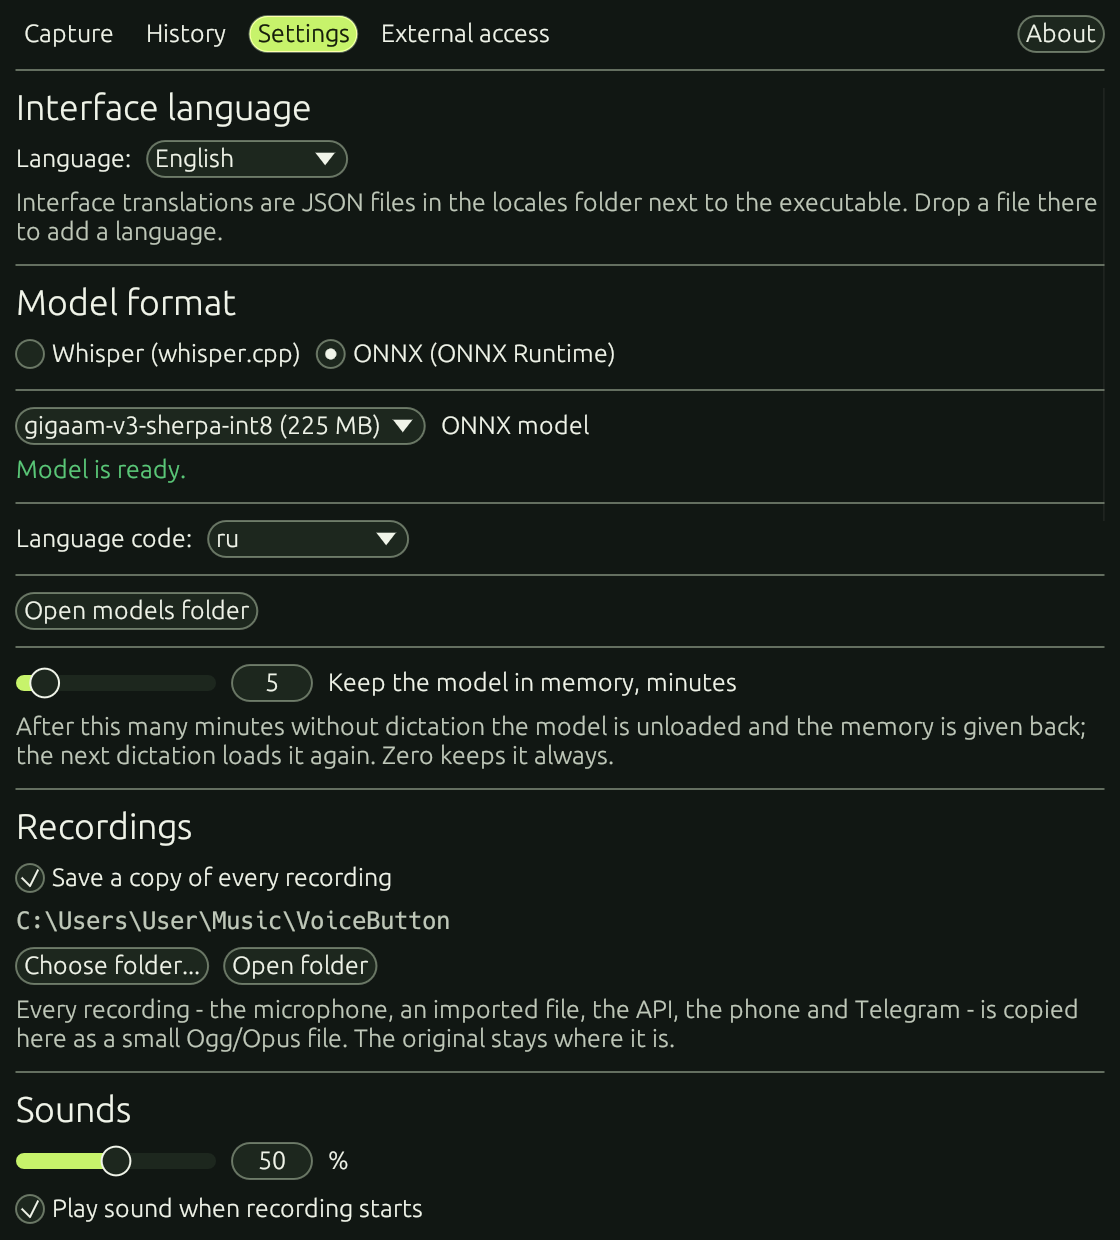 Capture History Settings External access About
Interface language
Language: English
Interface translations are JSON files in the locales folder next to the executable. Drop a file there
to add a language.
Model format
Whisper (whisper.cpp) ONNX (ONNX Runtime)
gigaam-v3-sherpa-int8 (225 MB) ONNX model
Model is ready.
Language code: ru
Open models folder
5 Keep the model in memory, minutes
After this many minutes without dictation the model is unloaded and the memory is given back;
the next dictation loads it again. Zero keeps it always.
Recordings
Save a copy of every recording
C:\Users\User\Music\VoiceButton
Choose folder... Open folder
Every recording - the microphone, an imported file, the API, the phone and Telegram - is copied
here as a small Ogg/Opus file. The original stays where it is.
Sounds
50 %
Play sound when recording starts